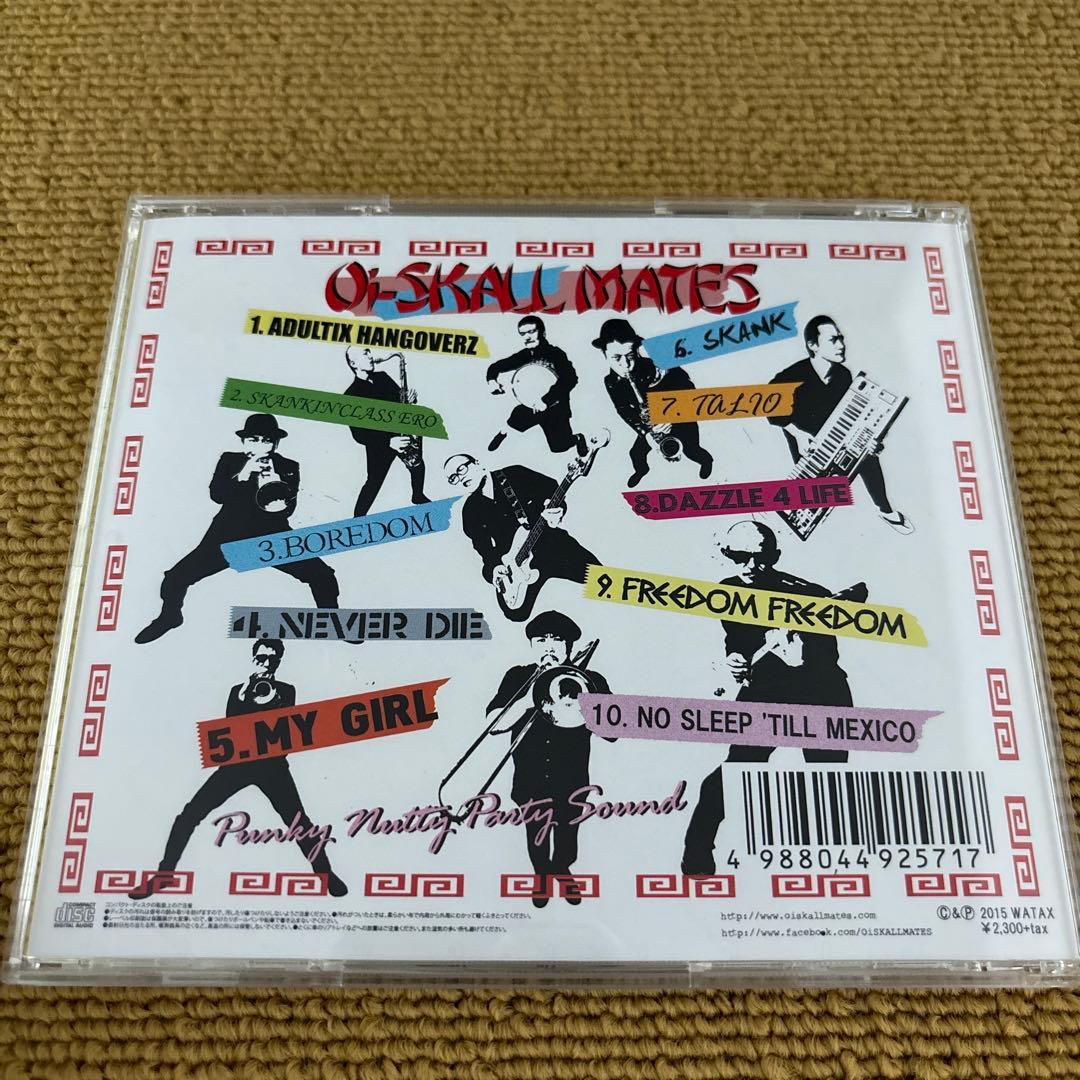 Oi-SKALL MATES
1. ADULTIX HANGOVERZ
2. SKANKIN'CLASS ERO
3.BOREDOM
4. NEVER DIE
5.MY GIRL
6. SKANK
7. TALIO
8.DAZZLE 4 LIFE
9. FREEDOM FREEDOM
10. NO SLEEP 'TILL MEXICO
Punky Nutty Party Sound
4 988044 925717
COMPACT
disc
DIGITAL AUDIO
コンパクト・ディスクの取扱上のご注意
http://www.oiskallmates.com
http://www.facebook.com/OiSKALLMATES
©&℗ 2015 WATAX
¥2,300+tax